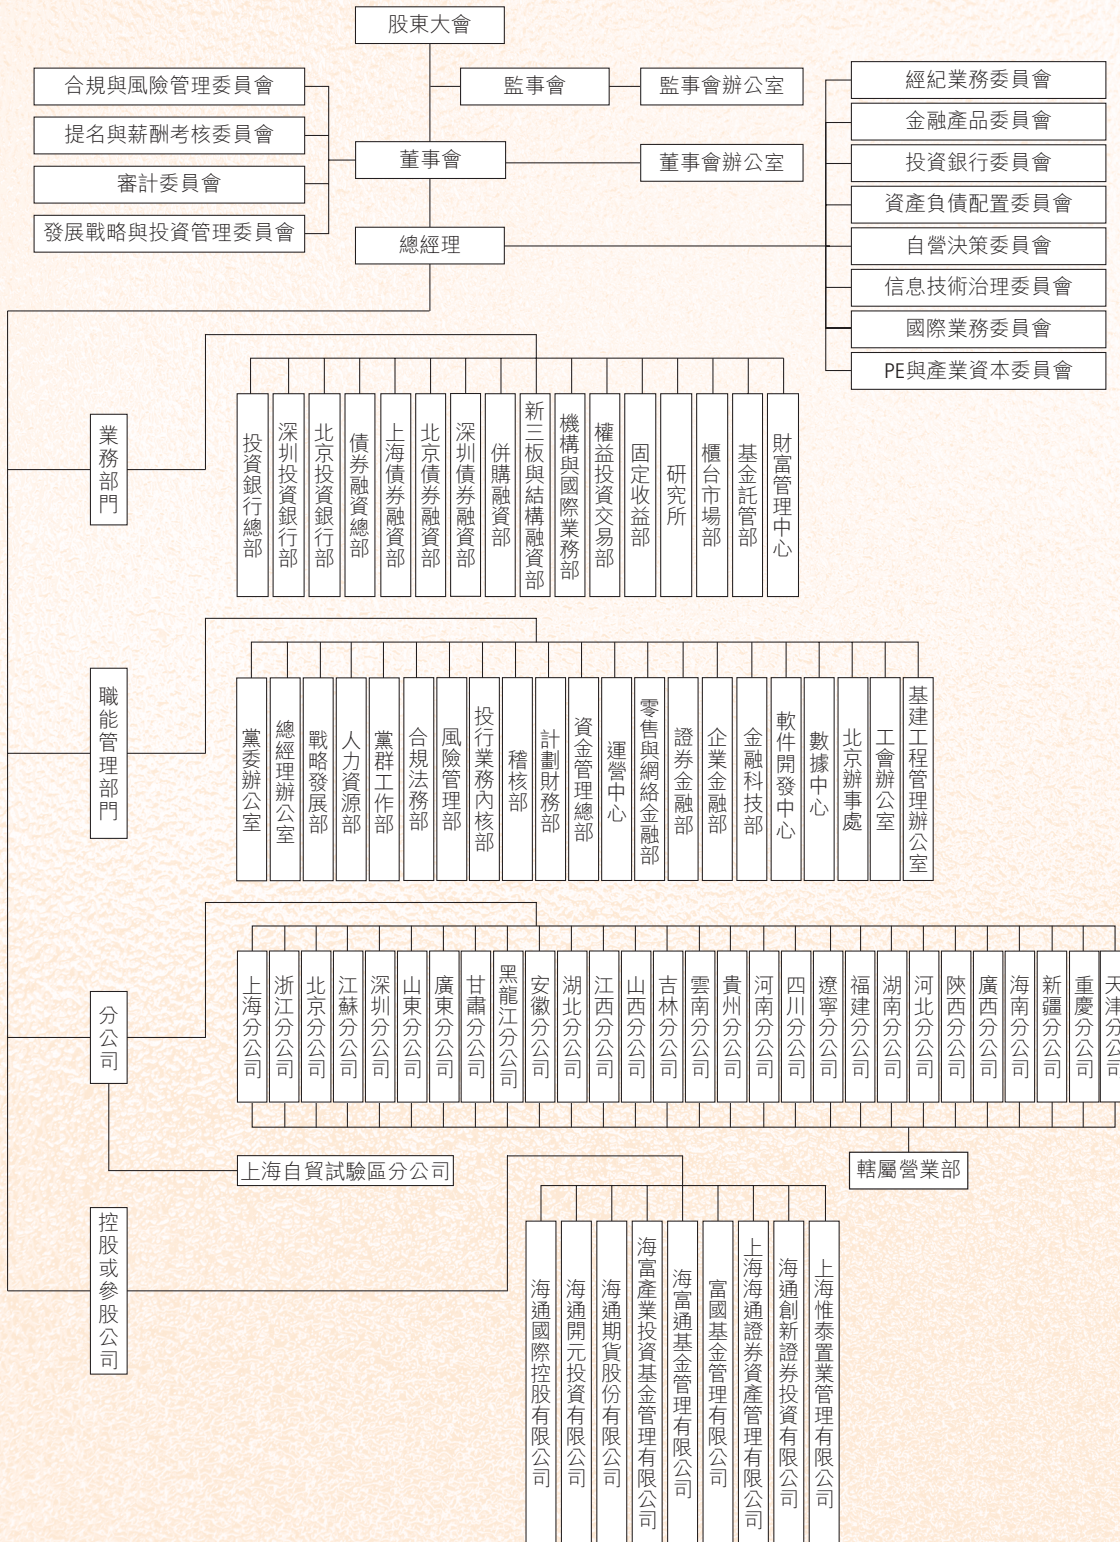 股東大會
合規與風險管理委員會
提名與薪酬考核委員會
審計委員會
發展戰略與投資管理委員會
監事會
監事會辦公室
董事會
董事會辦公室
總經理
經紀業務委員會
金融產品委員會
投資銀行委員會
資產負債配置委員會
自營決策委員會
信息技術治理委員會
國際業務委員會
PE與產業資本委員會
業務部門
投資銀行總部
深圳投資銀行部
北京投資銀行部
債券融資總部
上海債券融資部
北京債券融資部
深圳債券融資部
併購融資部
新三板與結構融資部
機構與國際業務部
權益投資交易部
固定收益部
研究所
櫃台市場部
基金託管部
財富管理中心
職能管理部門
黨委辦公室
總經理辦公室
戰略發展部
人力資源部
黨群工作部
合規法務部
風險管理部
投行業務內核部
稽核部
計劃財務部
資金管理總部
運營中心
零售與網絡金融部
證券金融部
企業金融部
金融科技部
軟件開發中心
數據中心
北京辦事處
工會辦公室
基建工程管理辦公室
分公司
上海分公司
浙江分公司
北京分公司
江蘇分公司
深圳分公司
山東分公司
廣東分公司
甘肅分公司
黑龍江分公司
安徽分公司
湖北分公司
江西分公司
山西分公司
吉林分公司
雲南分公司
貴州分公司
河南分公司
四川分公司
遼寧分公司
福建分公司
湖南分公司
河北分公司
陝西分公司
廣西分公司
海南分公司
新疆分公司
重慶分公司
天津分公司
上海自貿試驗區分公司
轄屬營業部
控股或參股公司
海通國際控股有限公司
海通開元投資有限公司
海通期貨股份有限公司
海富產業投資基金管理有限公司
海富通基金管理有限公司
富國基金管理有限公司
上海海通證券資產管理有限公司
海通創新證券投資有限公司
上海惟泰置業管理有限公司